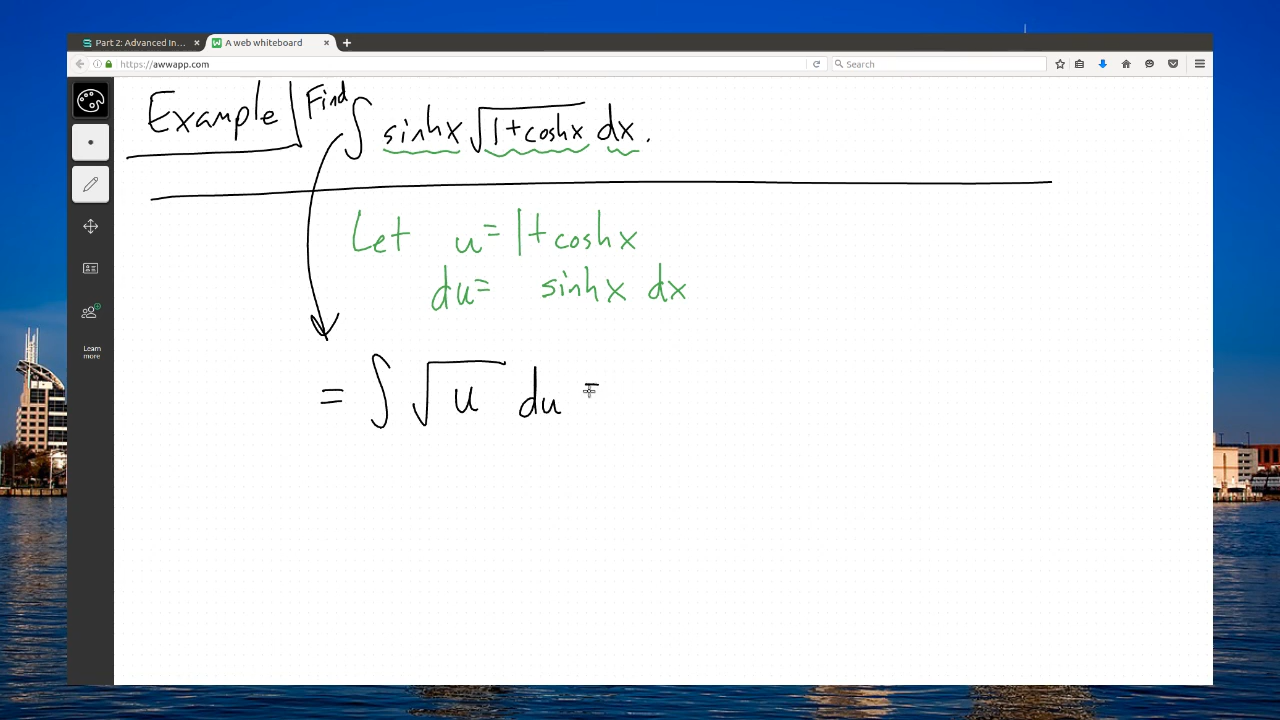 Part 2: Advanced In... × A web whiteboard × +
https://awwapp.com Search
Example Find ∫ sinhx √1+coshx dx.
Let u= 1+coshx
du= sinhx dx
= ∫ √u du =
Learn
more